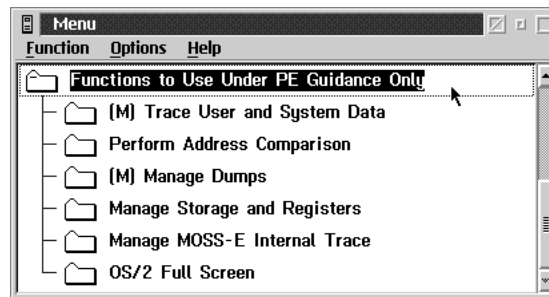 Menu
Function Options Help
Functions to Use Under PE Guidance Only
(M) Trace User and System Data
Perform Address Comparison
(M) Manage Dumps
Manage Storage and Registers
Manage MOSS-E Internal Trace
OS/2 Full Screen